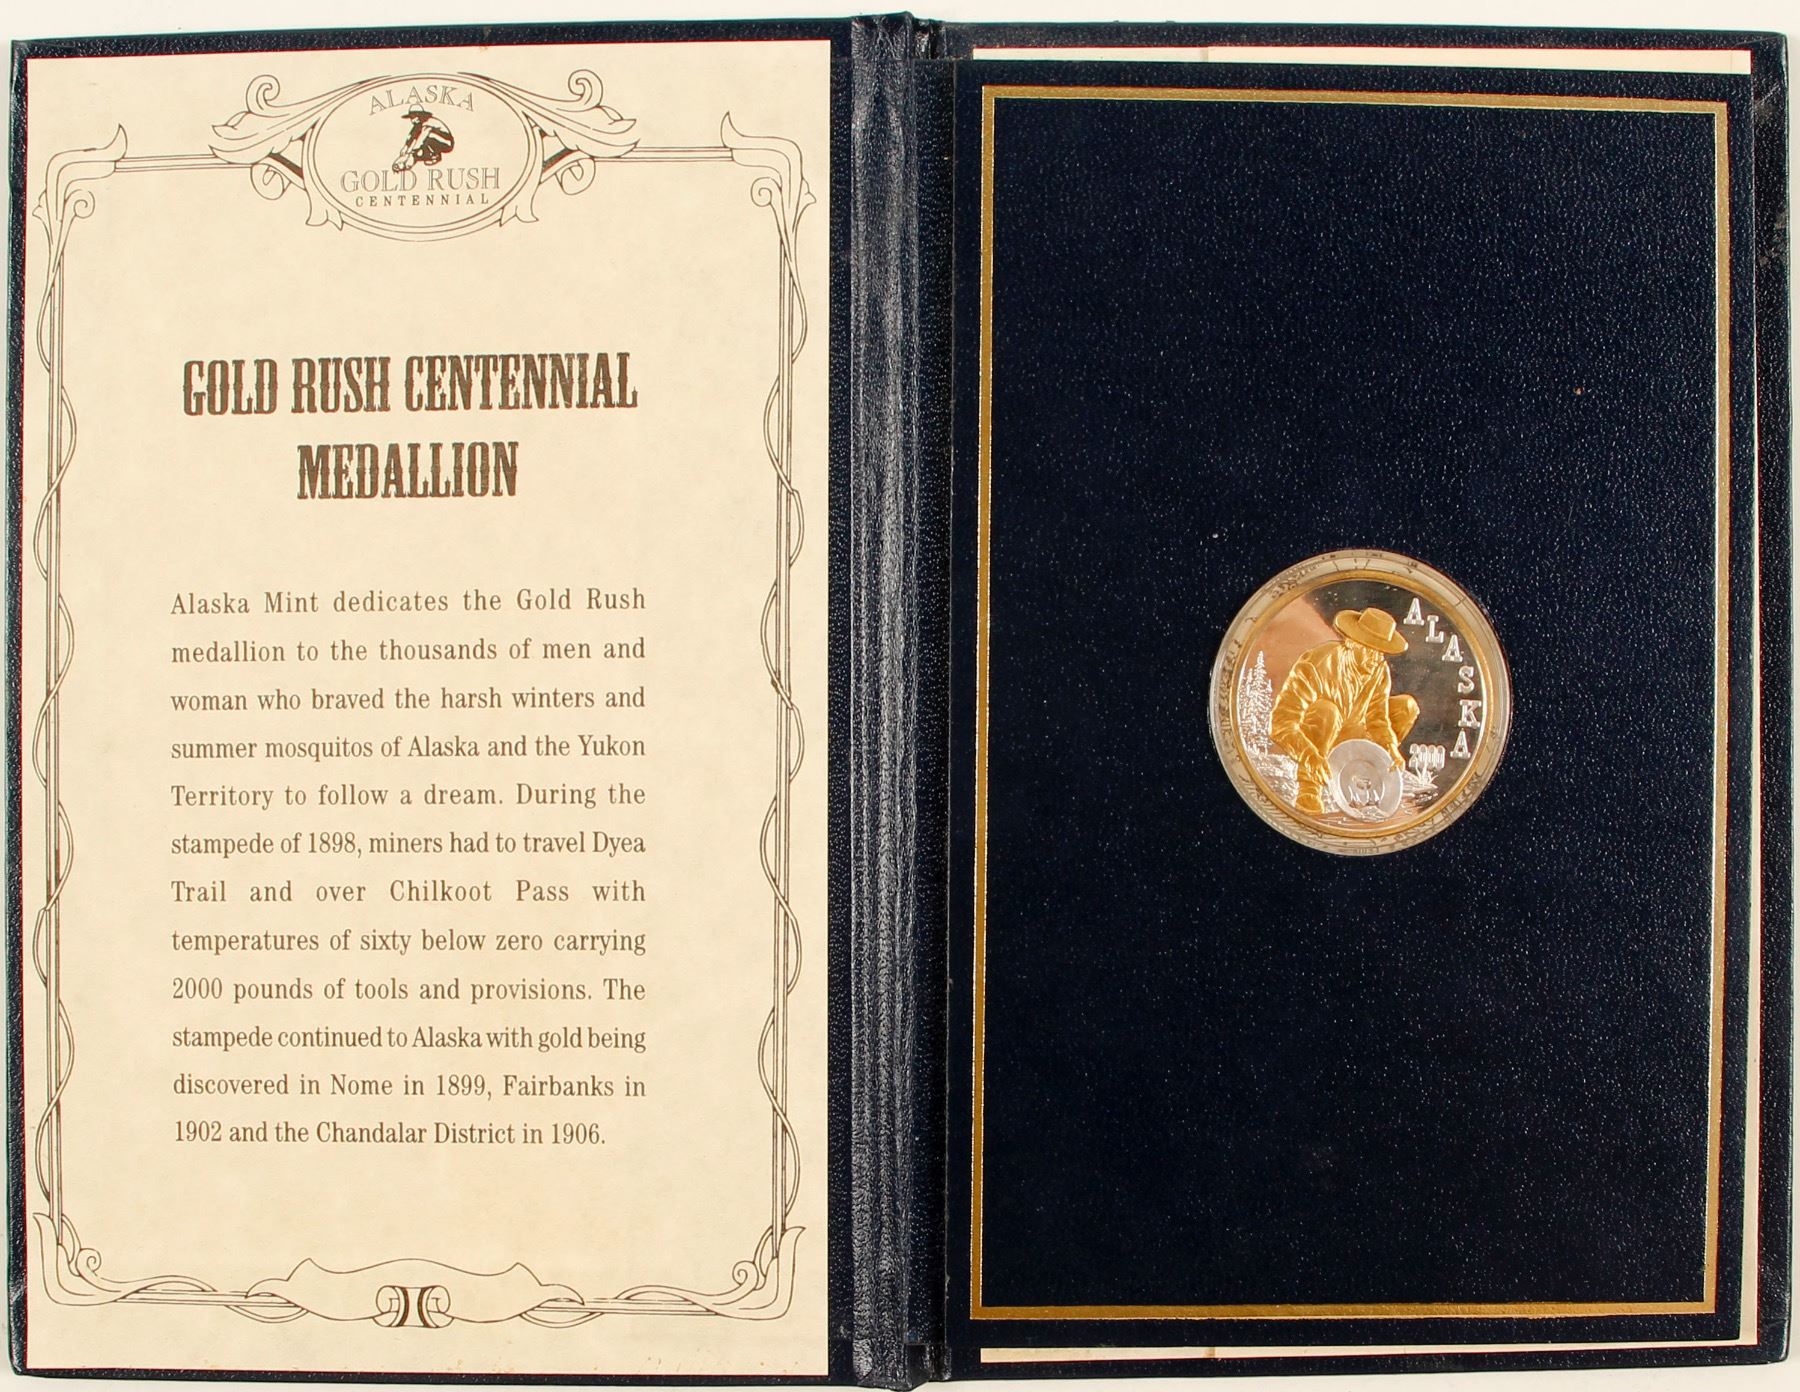 ALASKA
GOLD RUSH
CENTENNIAL
GOLD RUSH CENTENNIAL
MEDALLION
Alaska Mint dedicates the Gold Rush
medallion to the thousands of men and
woman who braved the harsh winters and
summer mosquitos of Alaska and the Yukon
Territory to follow a dream. During the
stampede of 1898, miners had to travel Dyea
Trail and over Chilkoot Pass with
temperatures of sixty below zero carrying
2000 pounds of tools and provisions. The
stampede continued to Alaska with gold being
discovered in Nome in 1899, Fairbanks in
1902 and the Chandalar District in 1906.
ALASKA
2000